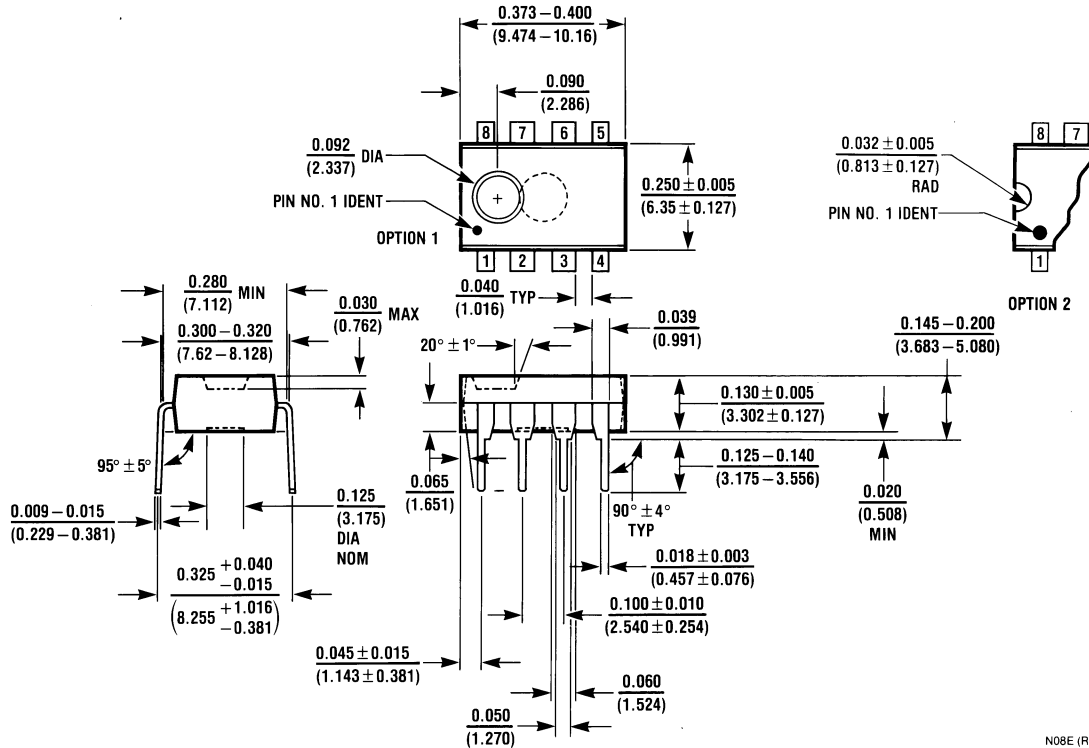 0.373 – 0.400
(9.474 – 10.16)
0.090
(2.286)
8 7 6 5
0.092 DIA
(2.337)
PIN NO. 1 IDENT
OPTION 1
+
0.250 ± 0.005
(6.35 ± 0.127)
1 2 3 4
0.032 ± 0.005
(0.813 ± 0.127)
RAD
PIN NO. 1 IDENT
8 7
1
OPTION 2
0.280 MIN
(7.112)
0.300 – 0.320
(7.62 – 8.128)
0.030 MAX
(0.762)
0.040 TYP
(1.016)
0.039
(0.991)
20° ± 1°
0.145 – 0.200
(3.683 – 5.080)
0.130 ± 0.005
(3.302 ± 0.127)
0.125 – 0.140
(3.175 – 3.556)
0.020
(0.508)
MIN
95° ± 5°
0.065
(1.651)
90° ± 4°
TYP
0.009 – 0.015
(0.229 – 0.381)
0.125
(3.175)
DIA
NOM
0.018 ± 0.003
(0.457 ± 0.076)
0.325 +0.040 −0.015
(8.255 +1.016 −0.381)
0.100 ± 0.010
(2.540 ± 0.254)
0.045 ± 0.015
(1.143 ± 0.381)
0.060
(1.524)
0.050
(1.270)
N08E (R